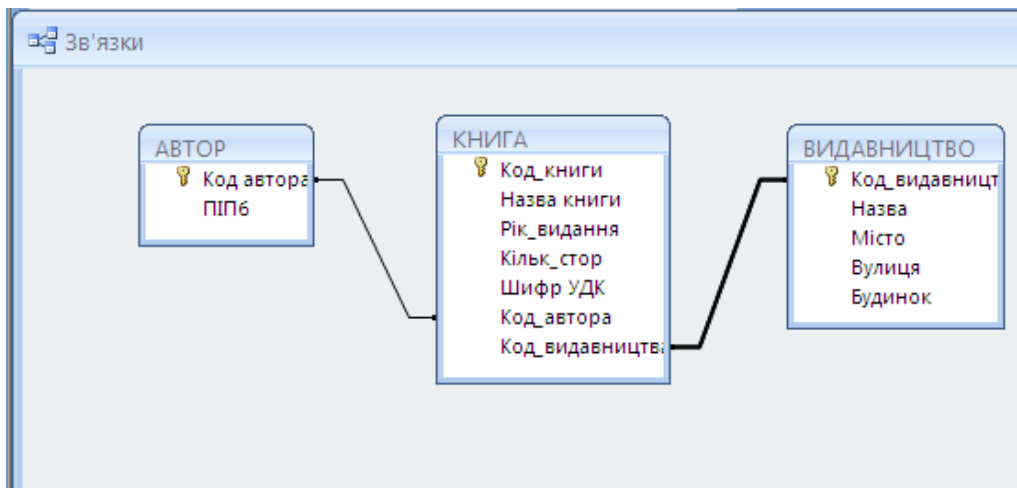 Зв'язки
АВТОР
Код автора
ПІПб
КНИГА
Код_книги
Назва книги
Рік_видання
Кільк_стор
Шифр УДК
Код_автора
Код_видавництва
ВИДАВНИЦТВО
Код_видавницт
Назва
Місто
Вулиця
Будинок